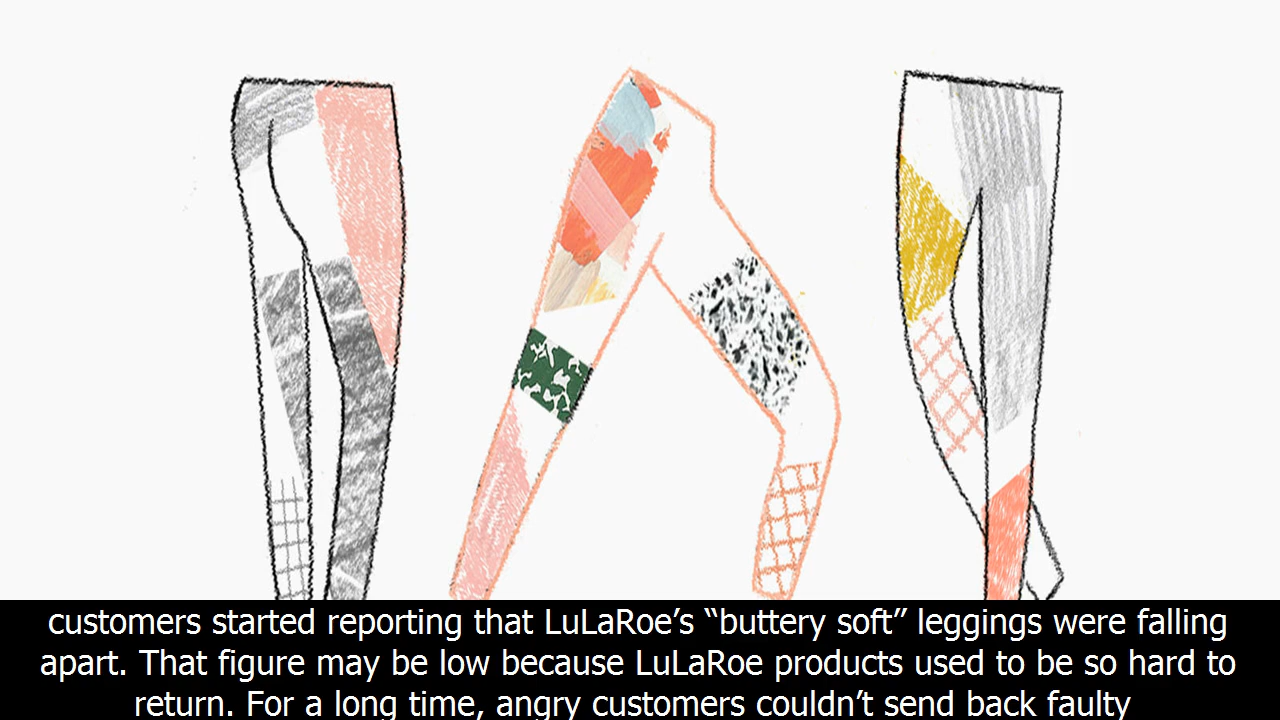 customers started reporting that LuLaRoe’s “buttery soft” leggings were falling
apart. That figure may be low because LuLaRoe products used to be so hard to
return. For a long time, angry customers couldn’t send back faulty